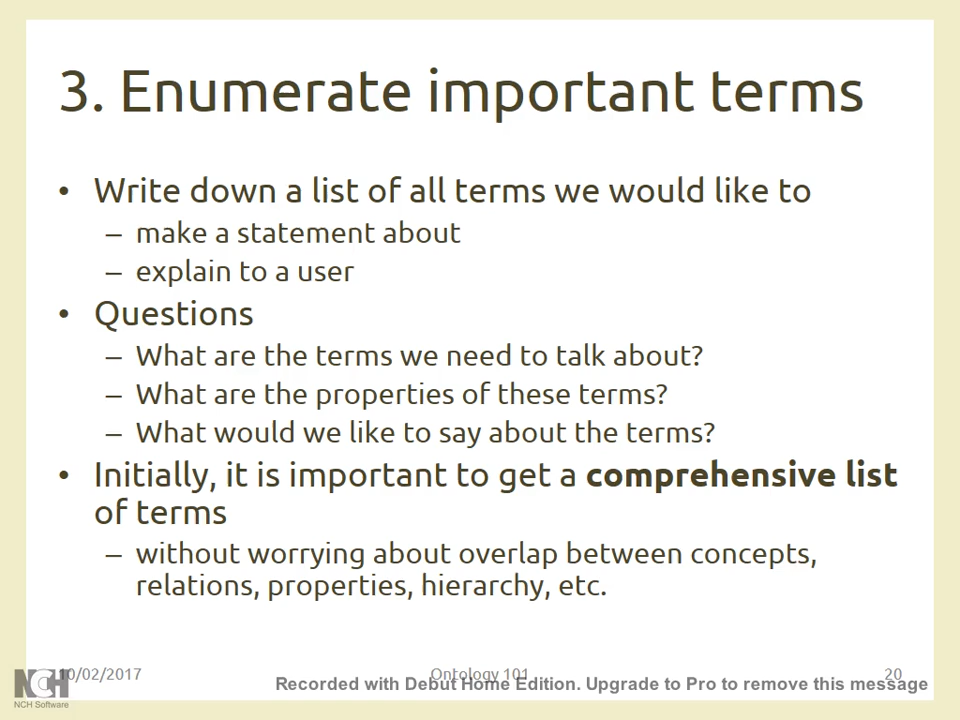 3. Enumerate important terms
• Write down a list of all terms we would like to
– make a statement about
– explain to a user
• Questions
– What are the terms we need to talk about?
– What are the properties of these terms?
– What would we like to say about the terms?
• Initially, it is important to get a comprehensive list
of terms
– without worrying about overlap between concepts,
relations, properties, hierarchy, etc.
10/02/2017
Ontology 101
20
NCH
NCH Software
Recorded with Debut Home Edition. Upgrade to Pro to remove this message